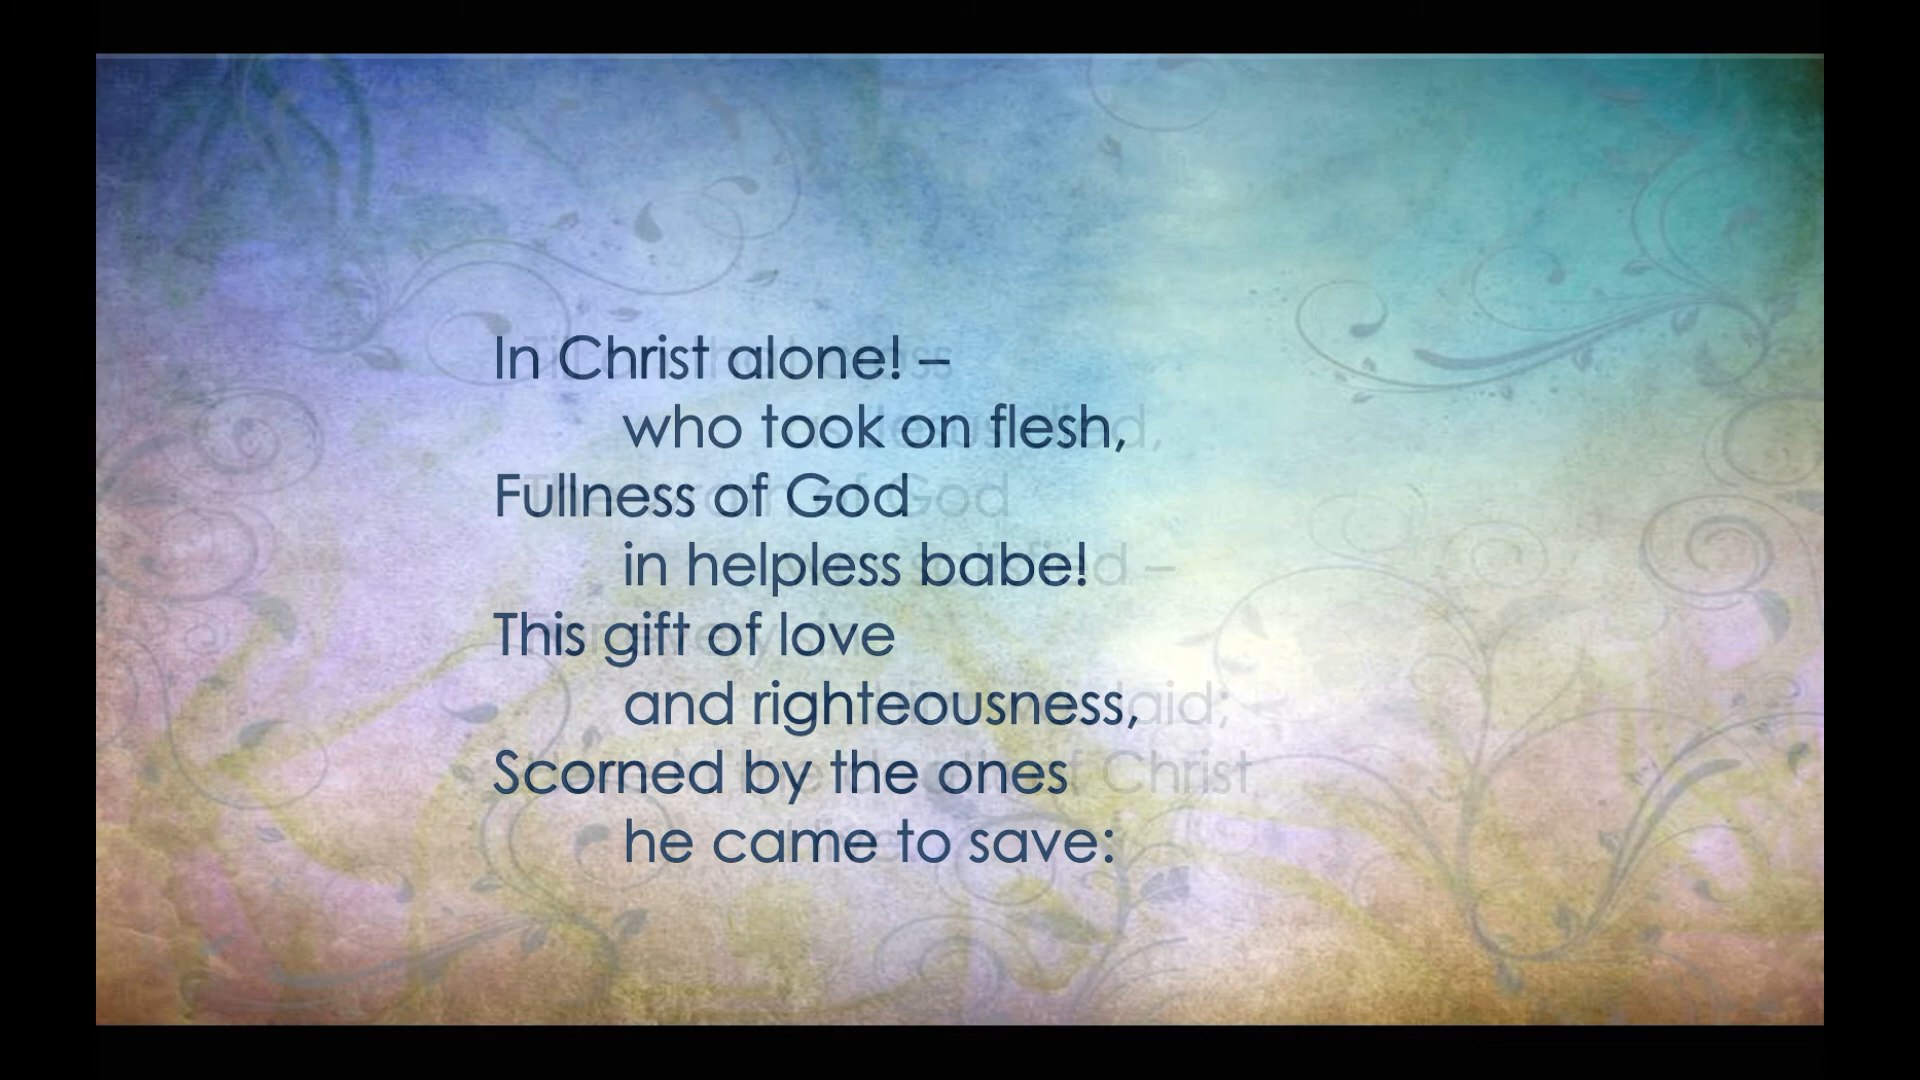 In Christ alone! –
who took on flesh,
Fullness of God
in helpless babe!
This gift of love
and righteousness,
Scorned by the ones
he came to save: